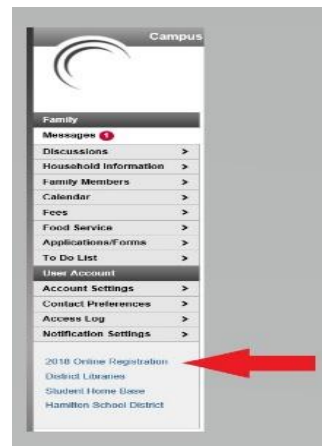 Campus
Family
Messages 1
Discussions >
Household Information >
Family Members >
Calendar >
Fees >
Food Service >
Applications/Forms >
To Do List >
User Account
Account Settings >
Contact Preferences >
Access Log >
Notification Settings >
2018 Online Registration
District Libraries
Student Home Base
Hamilton School District